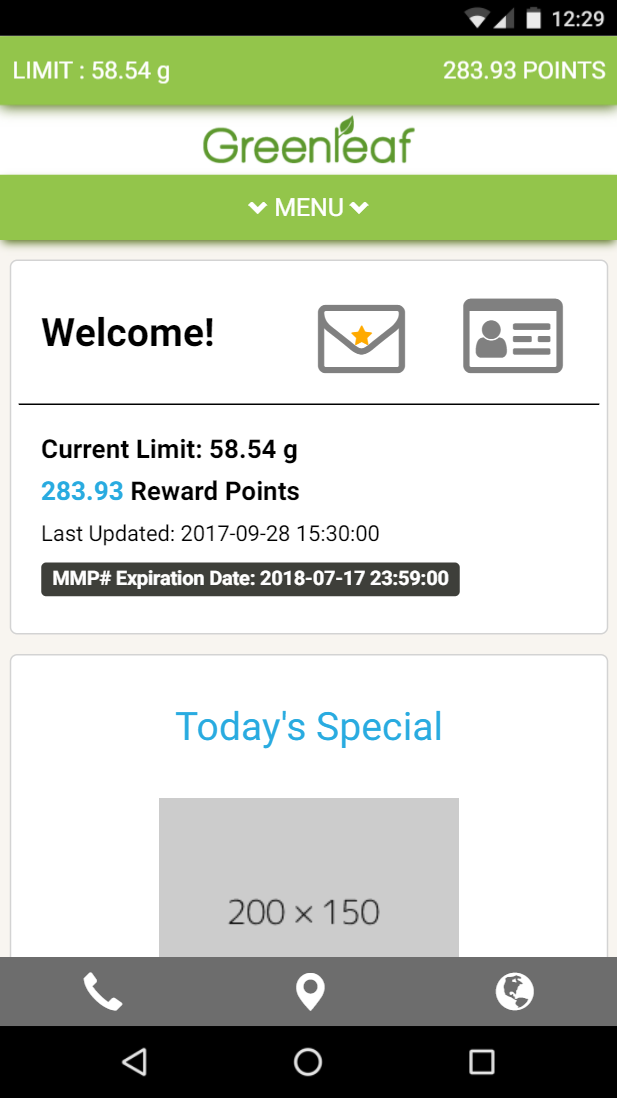 12:29
LIMIT : 58.54 g 283.93 POINTS
Greenleaf
MENU
Welcome!
Current Limit: 58.54 g
283.93 Reward Points
Last Updated: 2017-09-28 15:30:00
MMP# Expiration Date: 2018-07-17 23:59:00
Today's Special
200 × 150